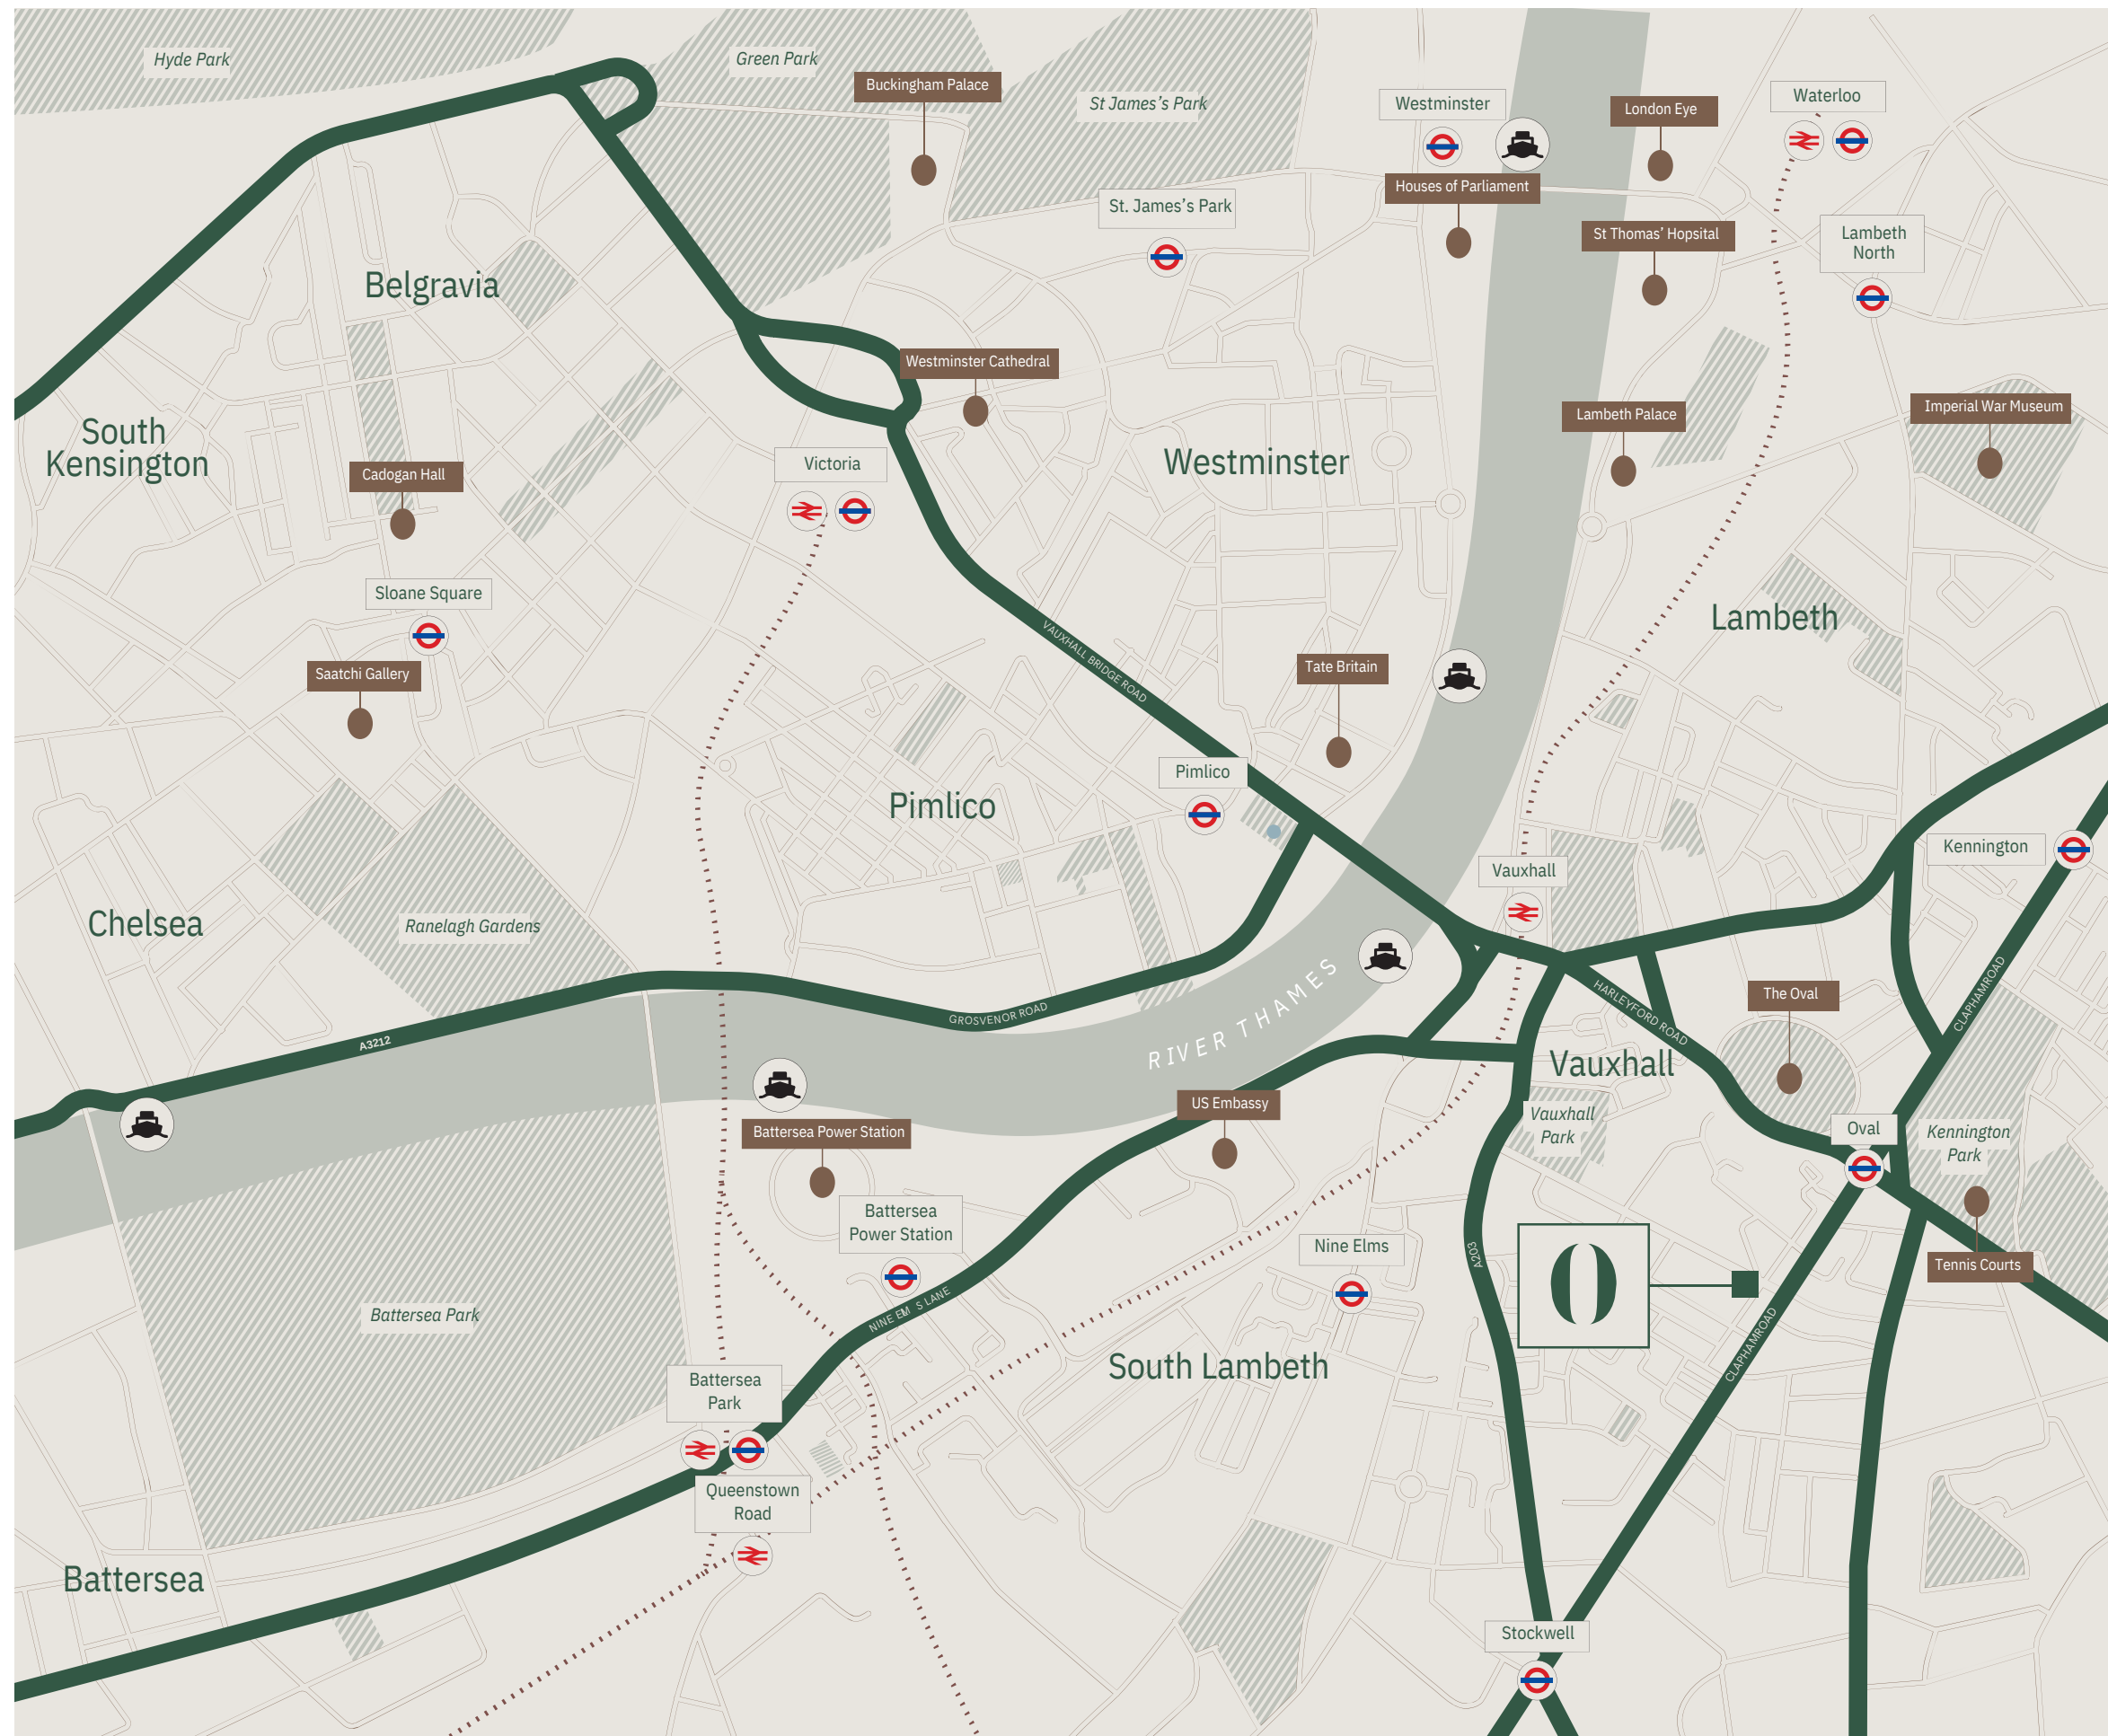 Hyde Park
Green Park
Buckingham Palace
St James's Park
Westminster
London Eye
Waterloo
Houses of Parliament
St. James's Park
St Thomas' Hopsital
Lambeth
North
Belgravia
Westminster Cathedral
Lambeth Palace
Imperial War Museum
South
Kensington
Cadogan Hall
Victoria
Westminster
Sloane Square
Lambeth
Saatchi Gallery
VAUXHALL BRIDGE ROAD
Tate Britain
Pimlico
Pimlico
Kennington
Vauxhall
Chelsea
Ranelagh Gardens
RIVER THAMES
The Oval
HARLEYFORD ROAD
CLAPHAMROAD
GROSVENOR ROAD
A3212
Vauxhall
US Embassy
Vauxhall
Park
Battersea Power Station
Oval
Kennington
Park
Battersea
Power Station
Nine Elms
A203
0
Tennis Courts
NINE EM S LANE
Battersea Park
South Lambeth
CLAPHAMROAD
Battersea
Park
Queenstown
Road
Battersea
Stockwell